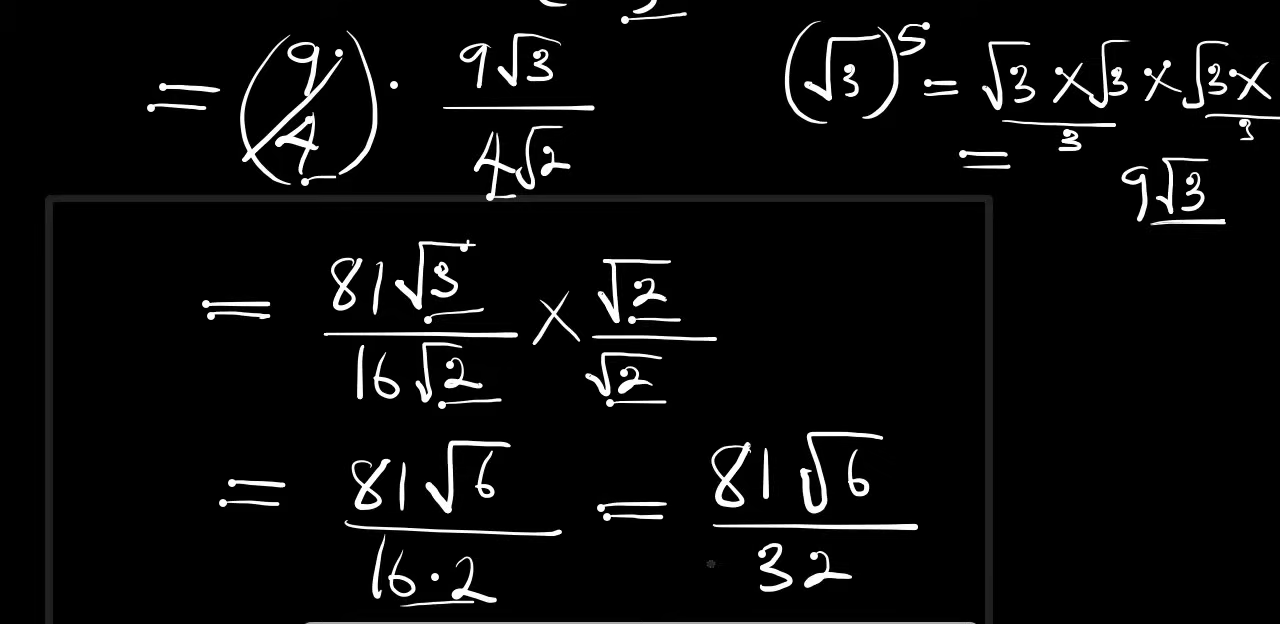 = (9/4) · 9√3 / 4√2
(√3)^5 = √3 × √3 × √3 ×
3 3
= 9√3
= 81√3 / 16√2 × √2 / √2
= 81√6 / 16·2 = 81√6 / 32